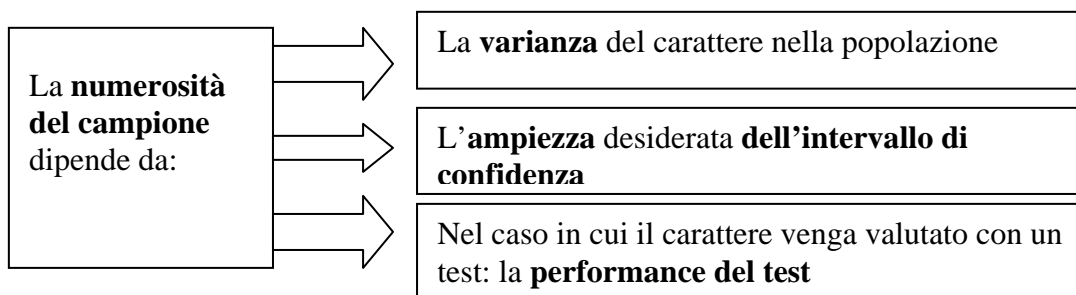 La numerosità
del campione
dipende da:
La varianza del carattere nella popolazione
L’ampiezza desiderata dell’intervallo di
confidenza
Nel caso in cui il carattere venga valutato con un
test: la performance del test